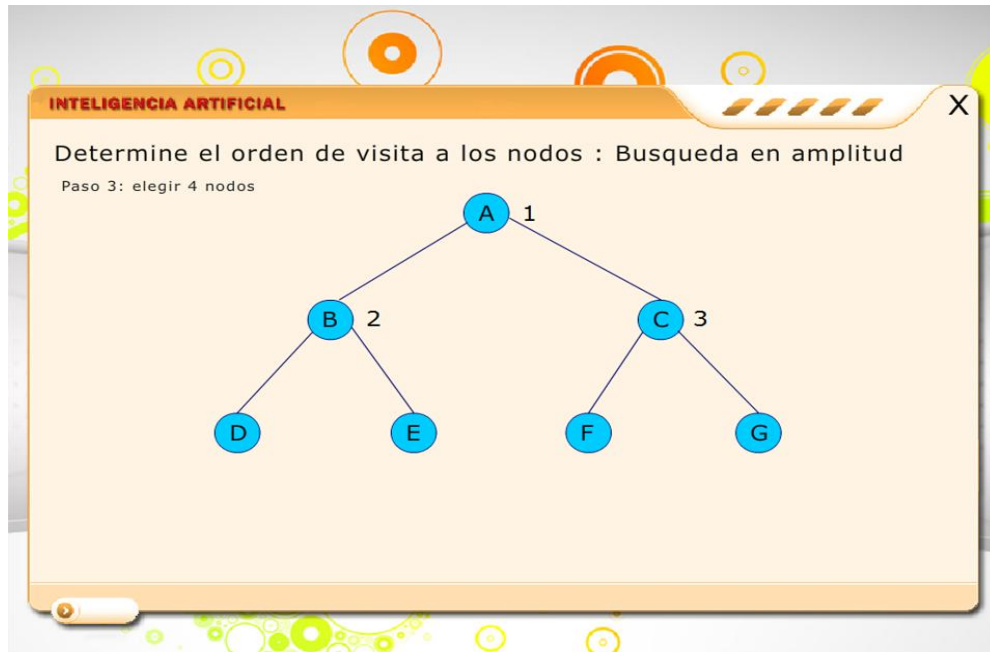 INTELIGENCIA ARTIFICIAL
X
Determine el orden de visita a los nodos : Busqueda en amplitud
Paso 3: elegir 4 nodos
A 1
B 2 C 3
D E F G